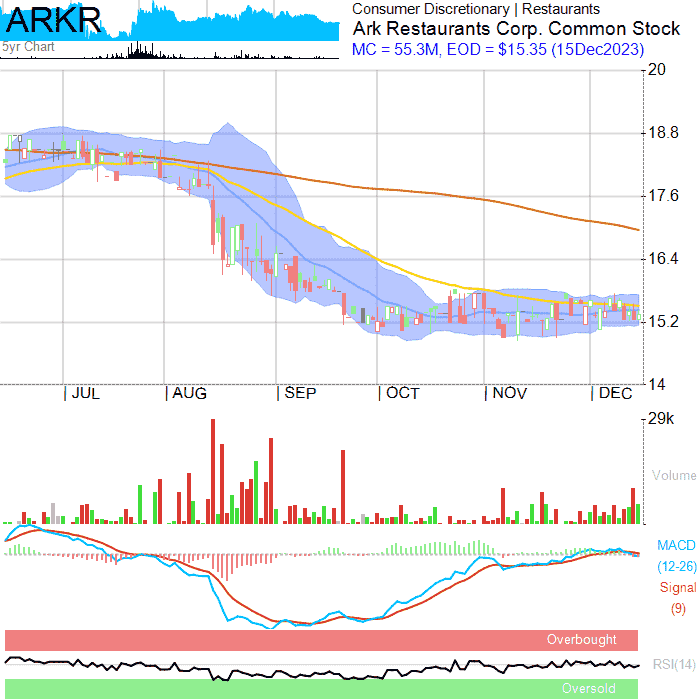 ARKR
5yr Chart
Consumer Discretionary | Restaurants
Ark Restaurants Corp. Common Stock
MC = 55.3M, EOD = $15.35 (15Dec2023)
20
18.8
17.6
16.4
15.2
14
| JUL | AUG | SEP | OCT | NOV | DEC
29k
Volume
MACD
(12-26)
Signal
(9)
Overbought
RSI(14)
Oversold